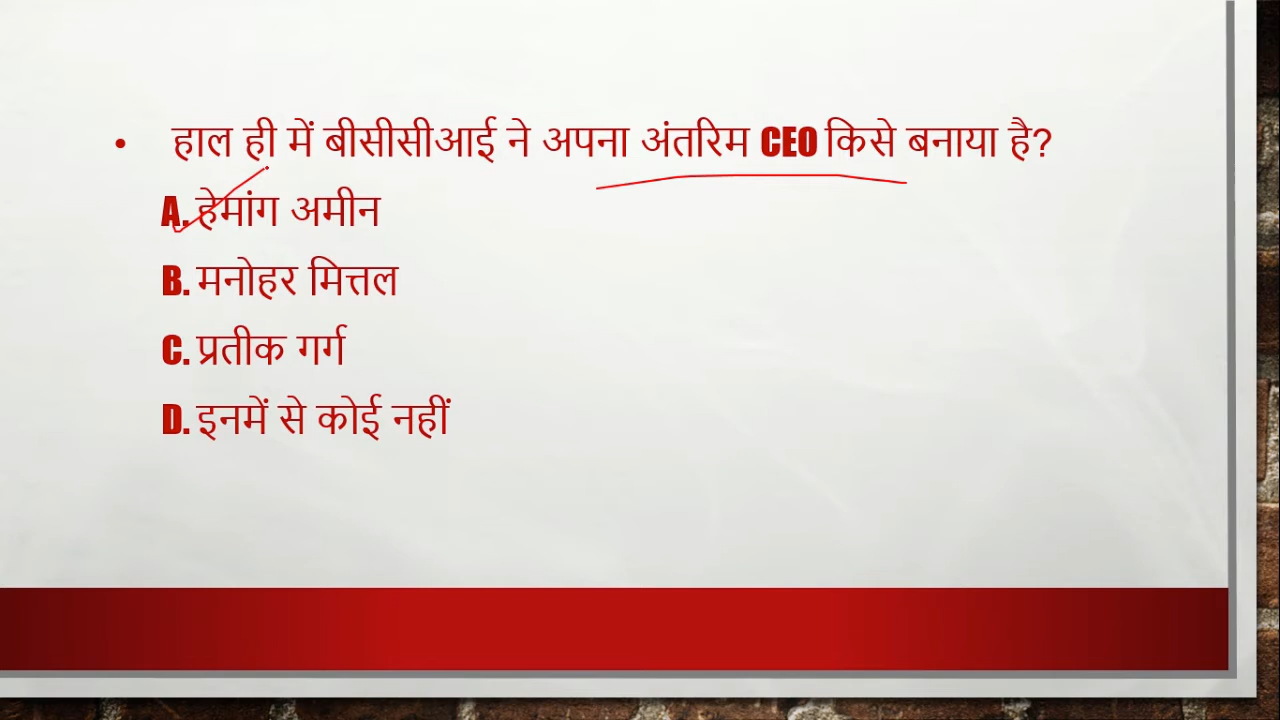 • हाल ही में बीसीसीआई ने अपना अंतरिम CEO किसे बनाया है?
A. हेमांग अमीन
B. मनोहर मित्तल
C. प्रतीक गर्ग
D. इनमें से कोई नहीं